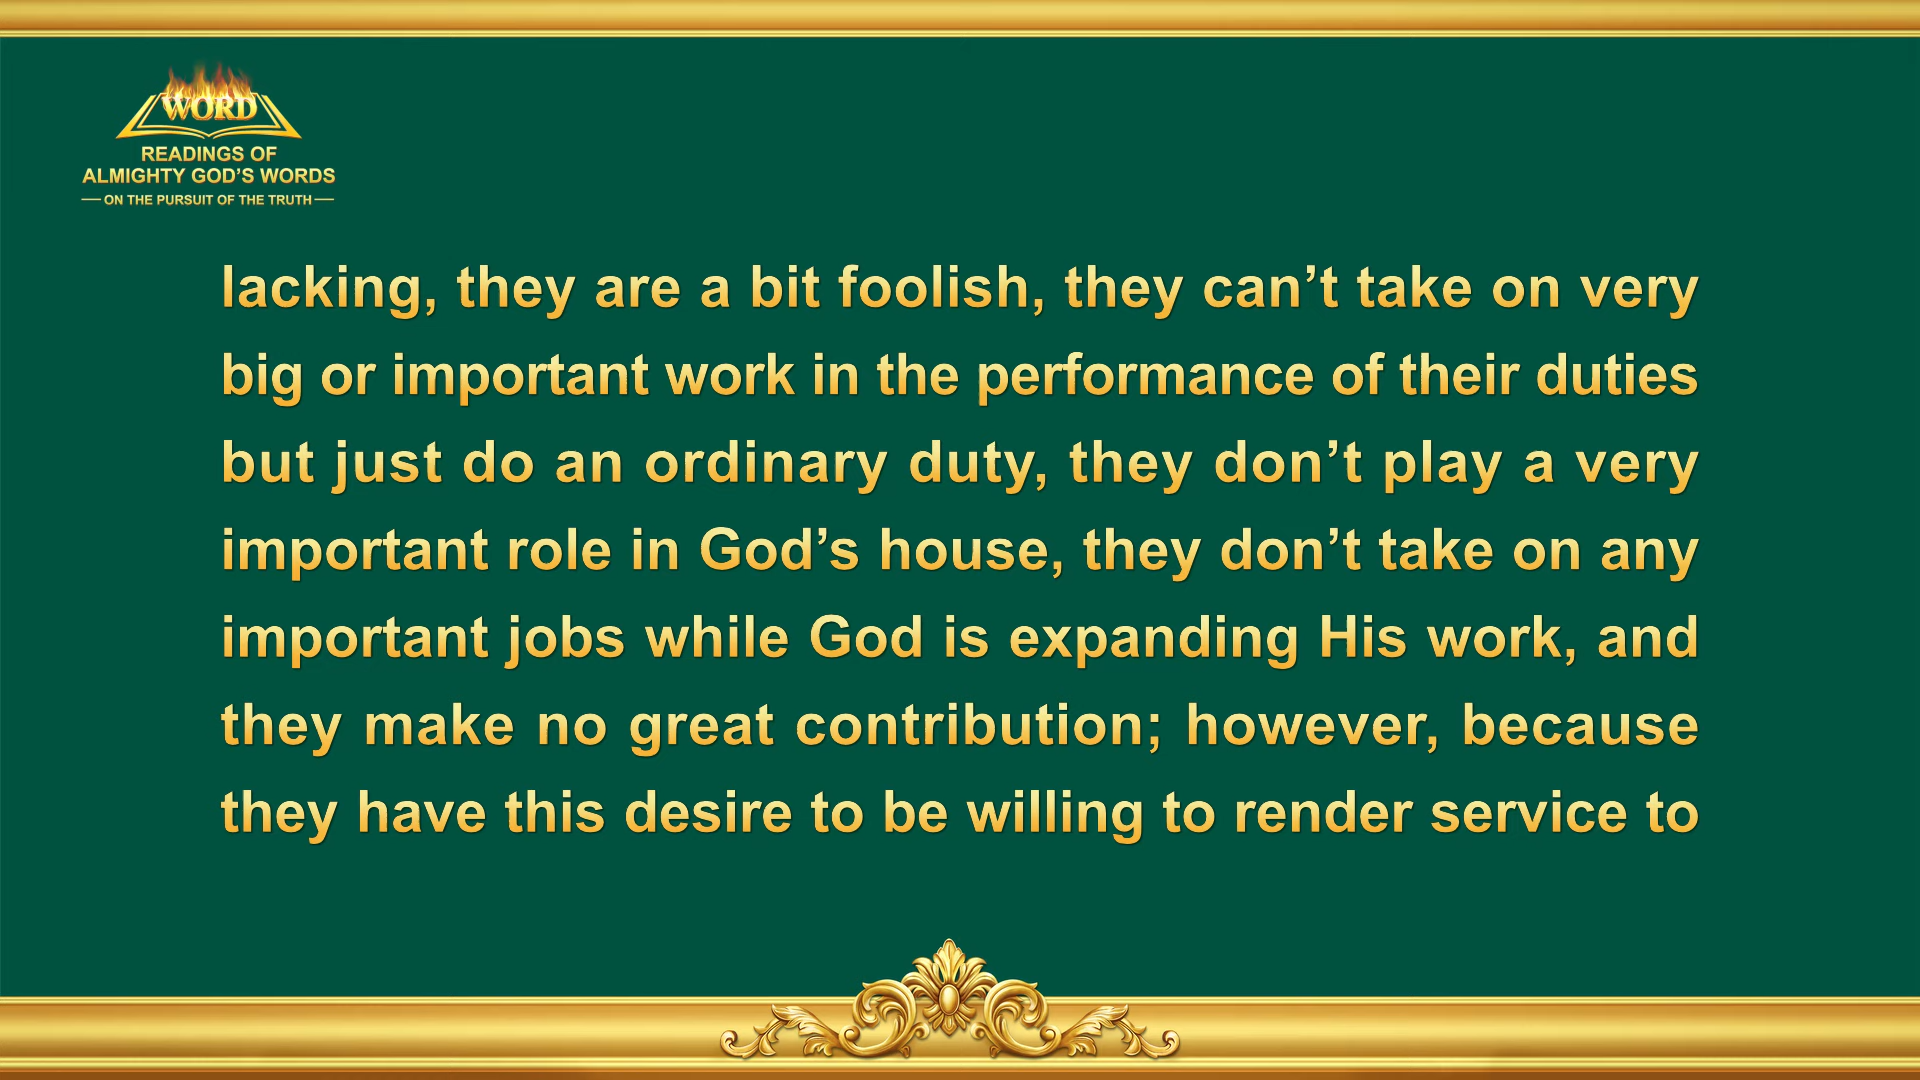 WORD
READINGS OF
ALMIGHTY GOD’S WORDS
ON THE PURSUIT OF THE TRUTH
lacking, they are a bit foolish, they can’t take on very
big or important work in the performance of their duties
but just do an ordinary duty, they don’t play a very
important role in God’s house, they don’t take on any
important jobs while God is expanding His work, and
they make no great contribution; however, because
they have this desire to be willing to render service to